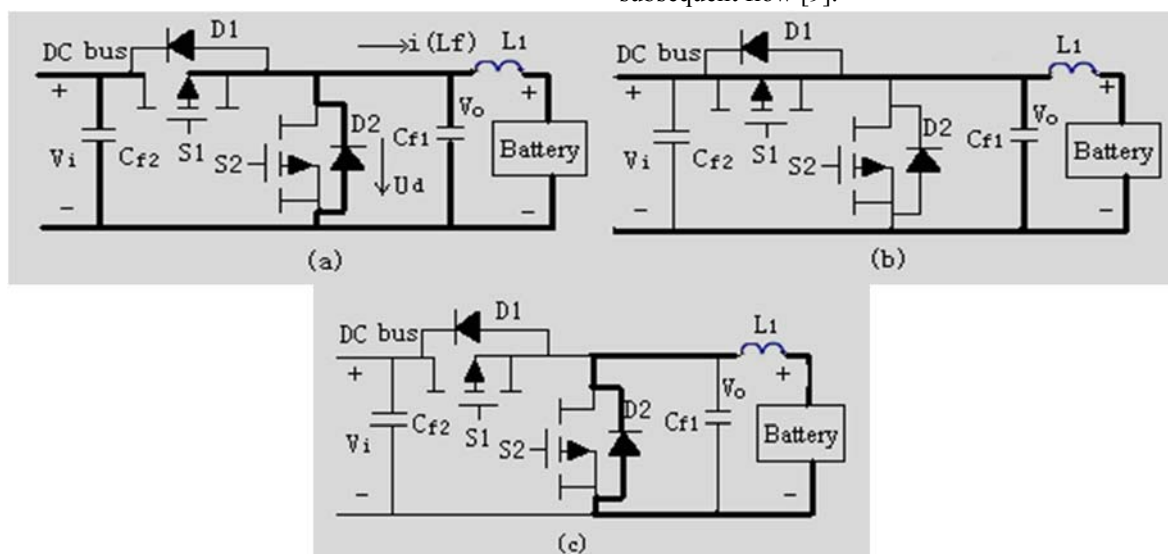 subsequent flow [9].
D1
DC bus
i(Lf)
L1
+
Vi
−
Cf2
S1
S2
D2
Ud
Cf1
Vo
+
Battery
−
(a)
D1
DC bus
L1
+
Vi
−
Cf2
S1
S2
D2
Cf1
Vo
+
Battery
−
(b)
D1
DC bus
L1
+
Vi
−
Cf2
S1
S2
D2
Cf1
Vo
+
Battery
−
(c)